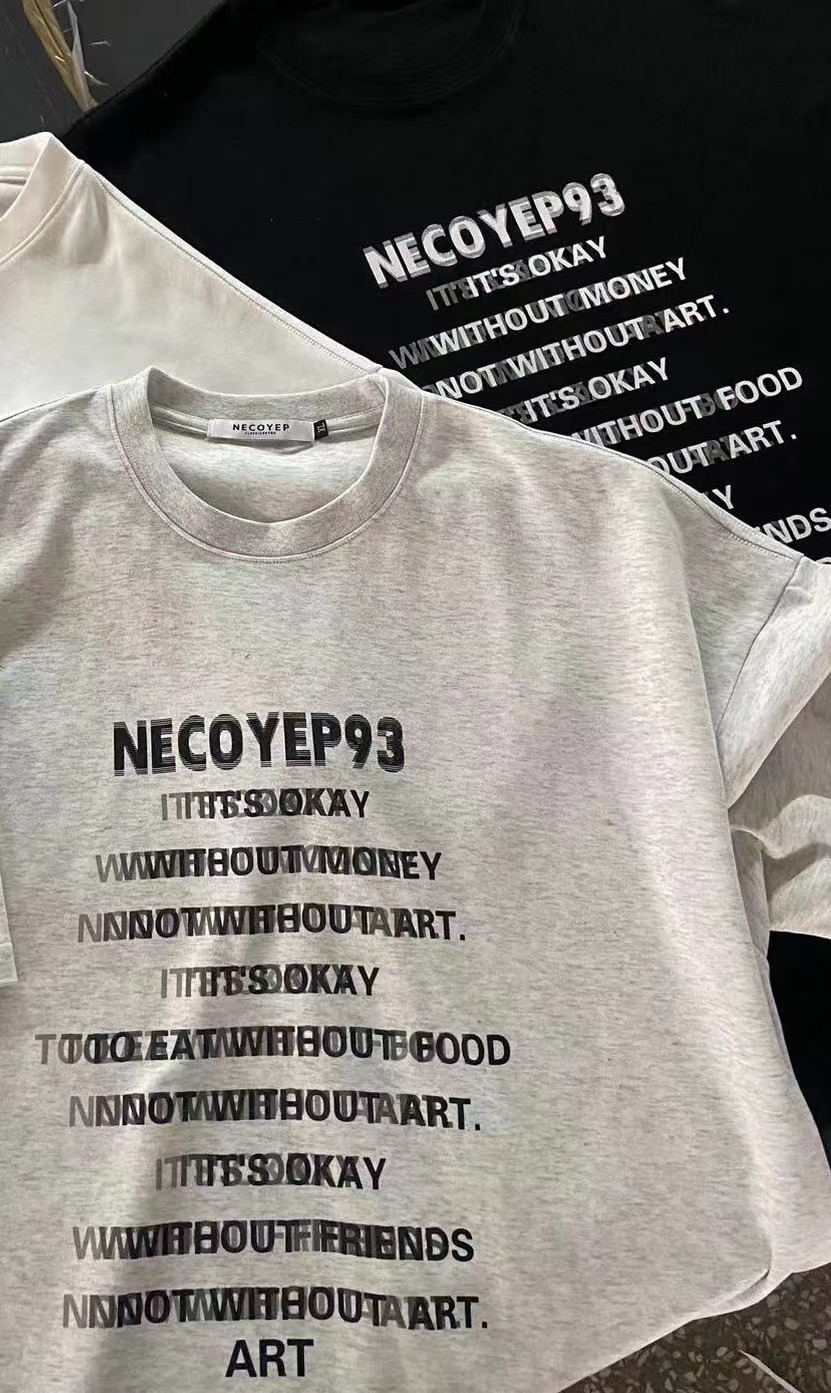 NECOYEP93
IT'S OKAY
WITHOUT MONEY
NOT WITHOUT ART.
IT'S OKAY
WITHOUT FOOD
OUT ART.
NECOYEP
XL
NECOYEP93
IT'S OKAY
WITHOUT MONEY
NOT WITHOUT ART.
IT'S OKAY
TO EAT WITHOUT FOOD
NOT WITHOUT ART.
IT'S OKAY
WITHOUT FRIENDS
NOT WITHOUT ART.
ART